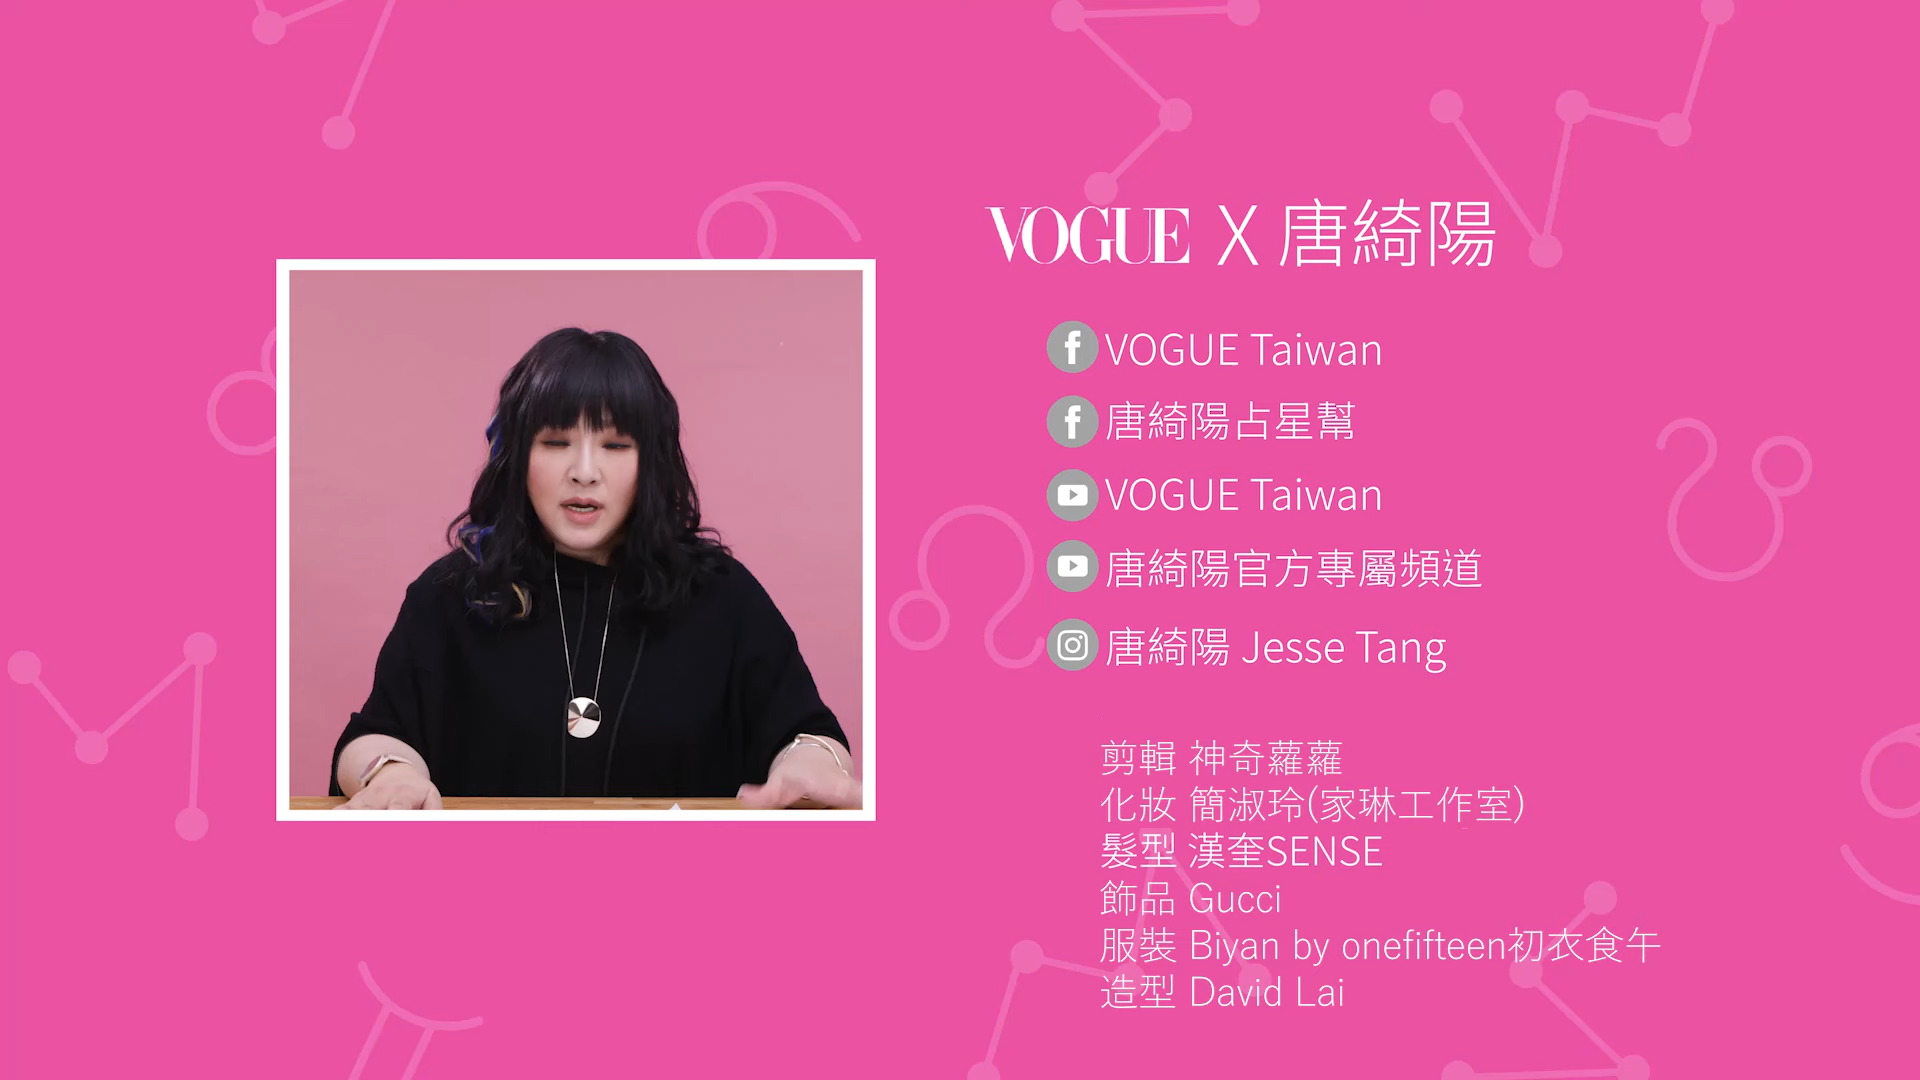 VOGUE X 唐綺陽
VOGUE Taiwan
唐綺陽占星幫
VOGUE Taiwan
唐綺陽官方專屬頻道
唐綺陽 Jesse Tang
剪輯 神奇蘿蘿
化妝 簡淑玲(家琳工作室)
髮型 漢奎SENSE
飾品 Gucci
服裝 Biyan by onefifteen初衣食午
造型 David Lai